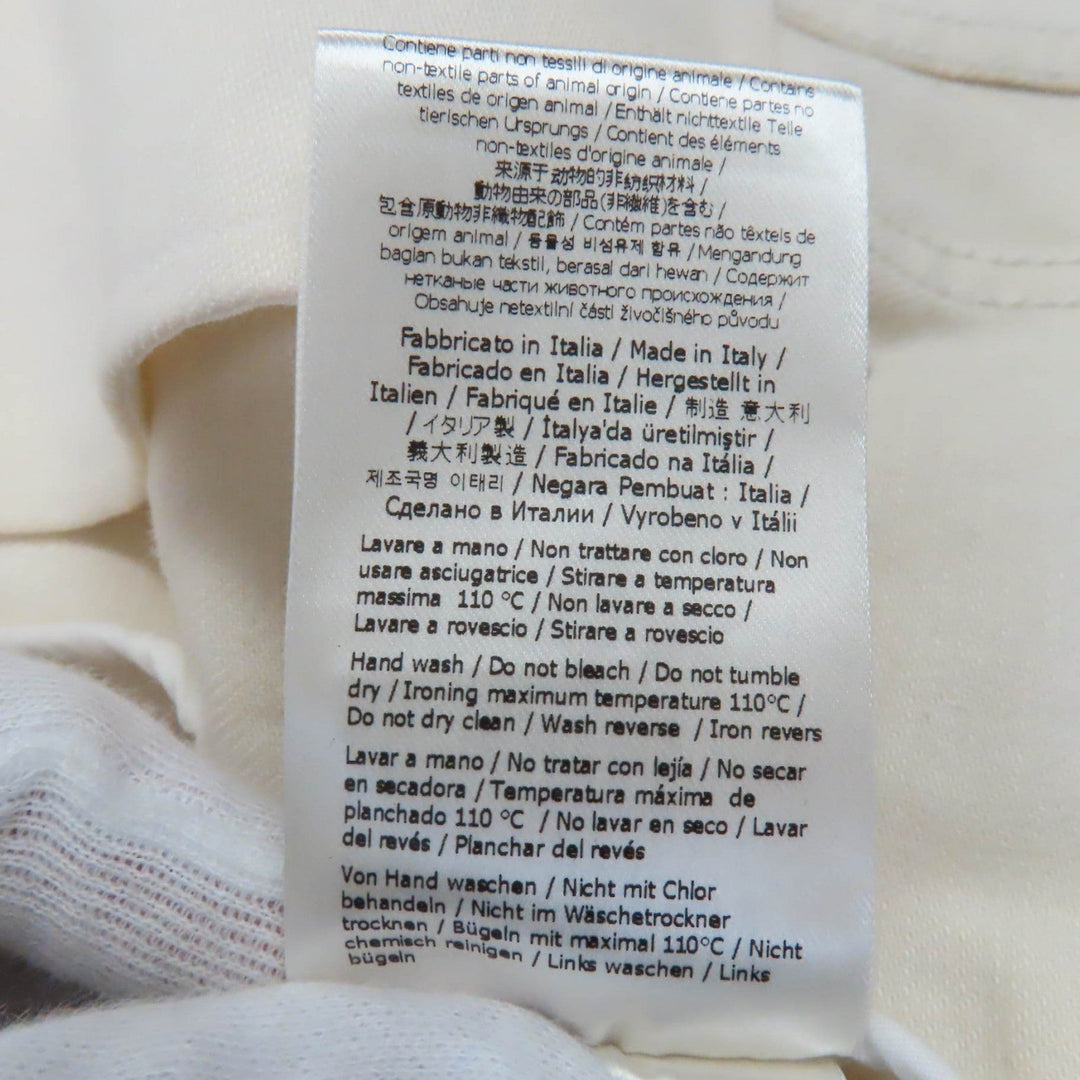 Contiene parti non tessili di origine animale / Contains
non-textile parts of animal origin / Contiene partes no
textiles de origen animal / Enthält nichttextile Teile
tierischen Ursprungs / Contient des éléments
non-textiles d'origine animale /
来源于动物的非纺织材料 /
動物由来の部品(非繊維)を含む /
包含原動物非織物配飾 / Contém partes não têxteis de
origem animal / 동물성 비섬유제 함유 / Mengandung
bagian bukan tekstil, berasal dari hewan / Содержит
нетканые части животного происхождения /
Obsahuje netextilní části živočišného původu
Fabbricato in Italia / Made in Italy /
Fabricado en Italia / Hergestellt in
Italien / Fabriqué en Italie / 制造 意大利
/ イタリア製 / İtalya'da üretilmiştir /
義大利製造 / Fabricado na Itália /
제조국명 이태리 / Negara Pembuat : Italia /
Сделано в Италии / Vyrobeno v Itálii
Lavare a mano / Non trattare con cloro / Non
usare asciugatrice / Stirare a temperatura
massima 110 °C / Non lavare a secco /
Lavare a rovescio / Stirare a rovescio
Hand wash / Do not bleach / Do not tumble
dry / Ironing maximum temperature 110°C /
Do not dry clean / Wash reverse / Iron revers
Lavar a mano / No tratar con lejía / No secar
en secadora / Temperatura máxima de
planchado 110 °C / No lavar en seco / Lavar
del revés / Planchar del revés
Von Hand waschen / Nicht mit Chlor
behandeln / Nicht im Wäschetrockner
trocknen / Bügeln mit maximal 110°C / Nicht
chemisch reinigen / Links waschen / Links
bügeln